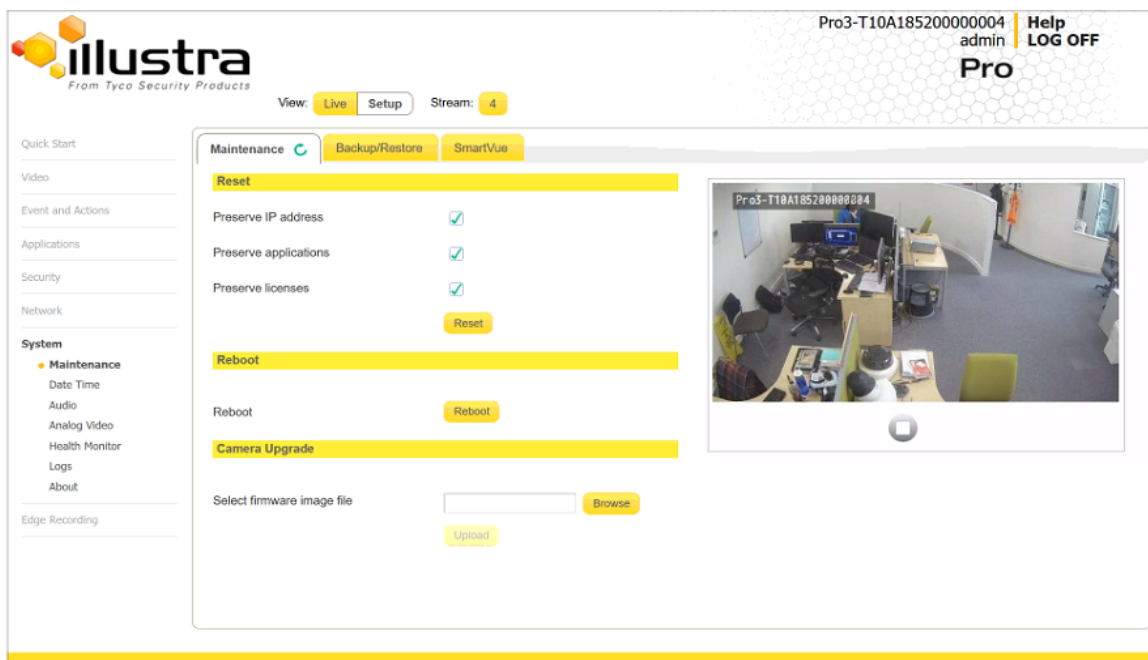 illustra
From Tyco Security Products
Pro3-T10A185200000004 Help
admin LOG OFF
Pro
View: Live Setup Stream: 4
Quick Start
Video
Event and Actions
Applications
Security
Network
System
Maintenance
Date Time
Audio
Analog Video
Health Monitor
Logs
About
Edge Recording
Maintenance Backup/Restore SmartVue
Reset
Preserve IP address
Preserve applications
Preserve licenses
Reset
Reboot
Reboot Reboot
Camera Upgrade
Select firmware image file Browse
Upload
Pro3-T10A185200000004